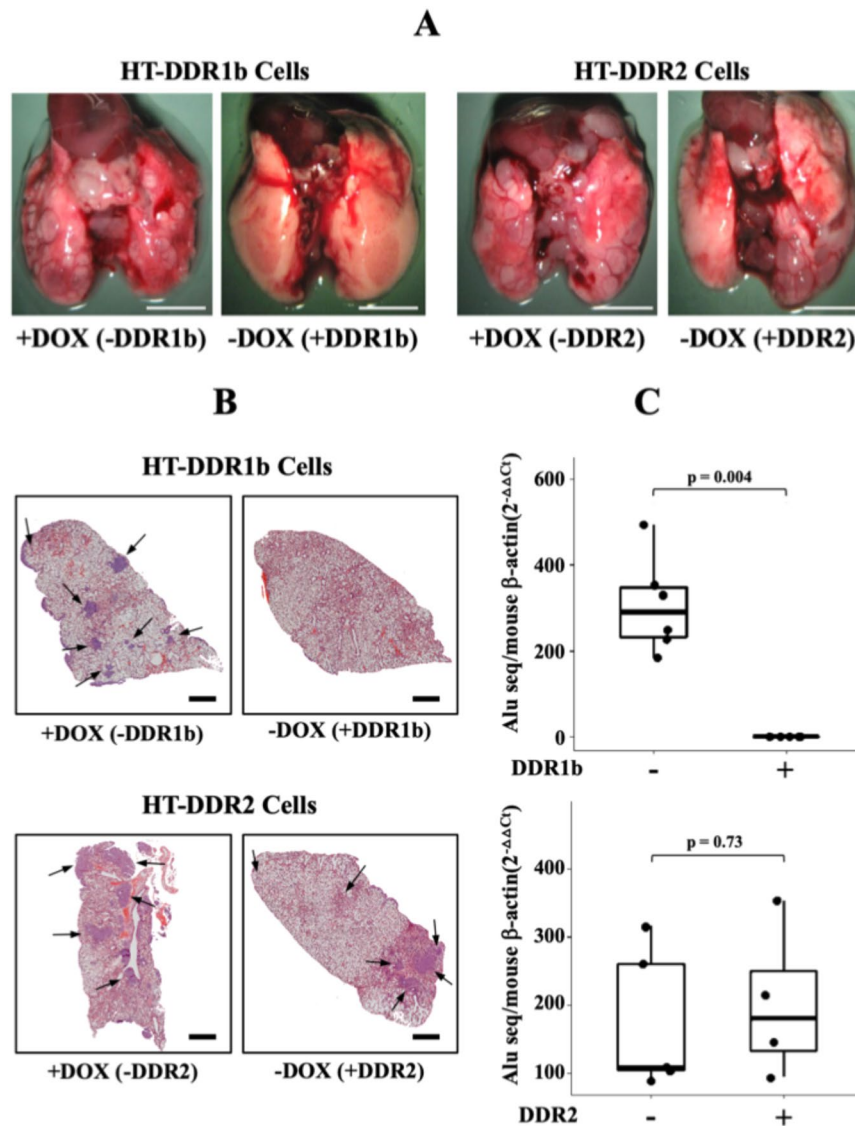 A
HT-DDR1b Cells
HT-DDR2 Cells
+DOX (-DDR1b)
-DOX (+DDR1b)
+DOX (-DDR2)
-DOX (+DDR2)
B
HT-DDR1b Cells
+DOX (-DDR1b)
-DOX (+DDR1b)
HT-DDR2 Cells
+DOX (-DDR2)
-DOX (+DDR2)
C
Alu seq/mouse β-actin(2-ΔΔCt)
600
400
200
0
p = 0.004
DDR1b - +
Alu seq/mouse β-actin(2-ΔΔCt)
400
300
200
100
p = 0.73
DDR2 - +